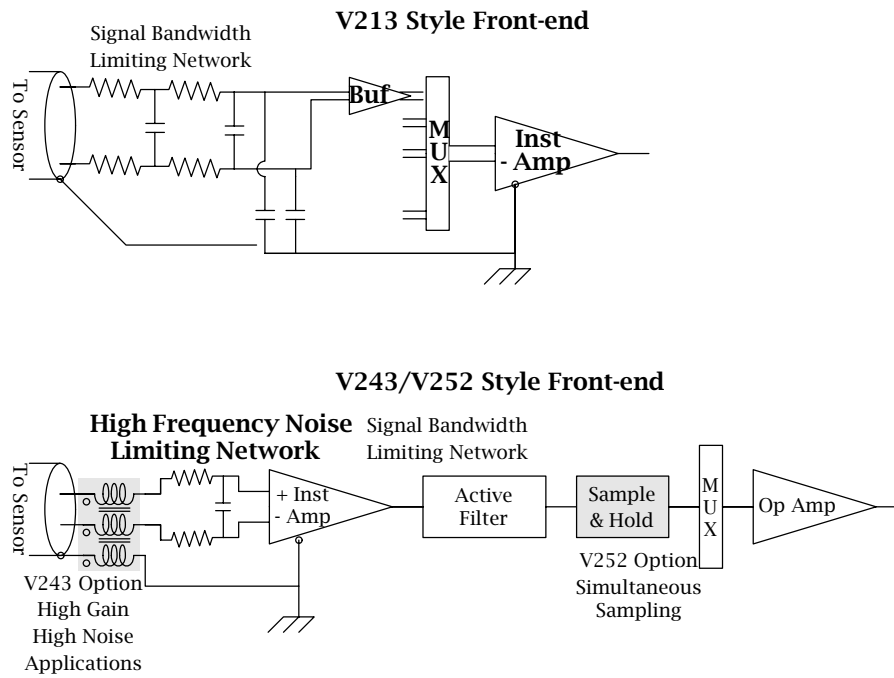 V213 Style Front-end
Signal Bandwidth
Limiting Network
To Sensor
Buf
MUX
Inst
- Amp
V243/V252 Style Front-end
High Frequency Noise
Limiting Network
Signal Bandwidth
Limiting Network
To Sensor
+ Inst
- Amp
Active
Filter
Sample
& Hold
MUX
Op Amp
V243 Option
High Gain
High Noise
Applications
V252 Option
Simultaneous
Sampling